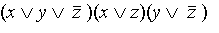 (x ∨ y ∨ z̄ )(x ∨ z)(y ∨ z̄ )